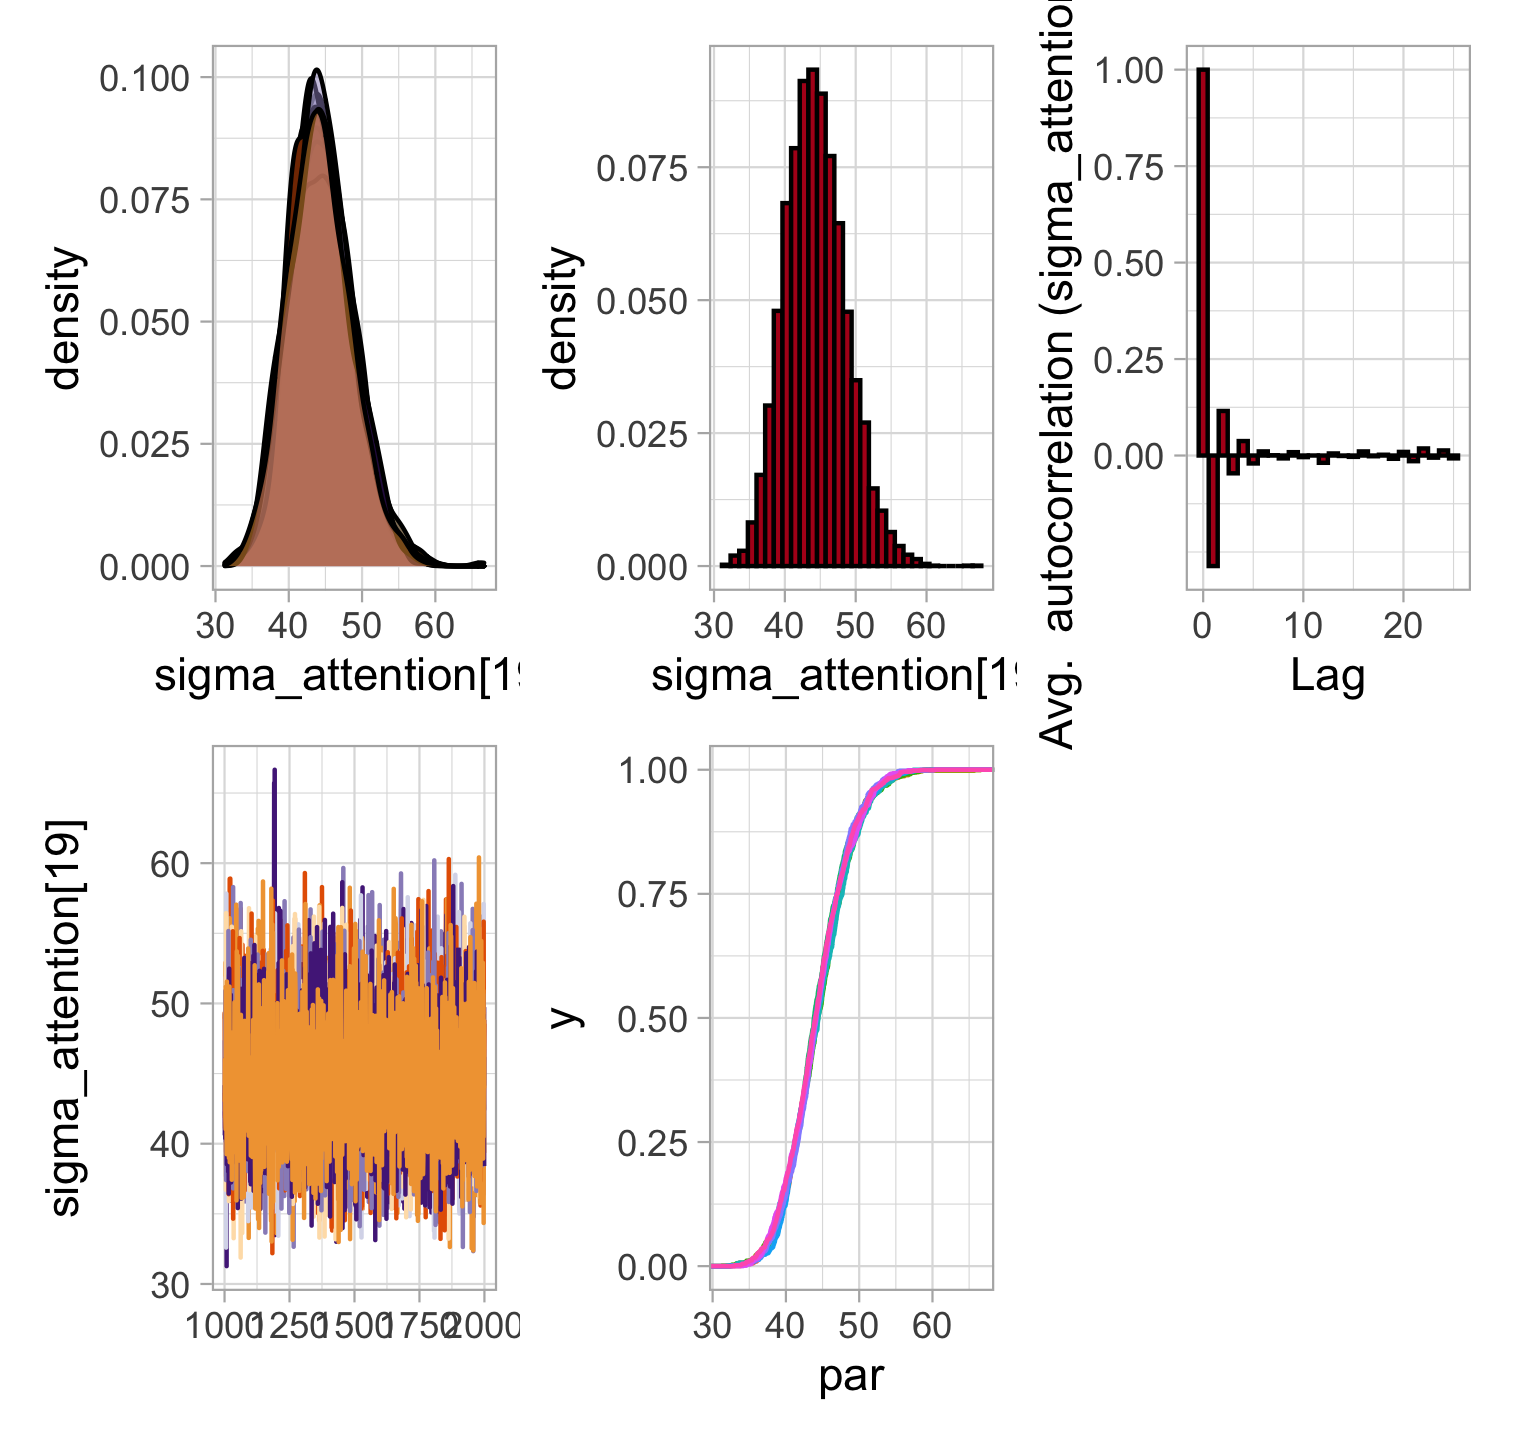 density
0.100
0.075
0.050
0.025
0.000
30 40 50 60
sigma_attention[19
density
0.075
0.050
0.025
0.000
30 40 50 60
sigma_attention[19
Avg. autocorrelation (sigma_attention
1.00
0.75
0.50
0.25
0.00
0 10 20
Lag
sigma_attention[19]
60
50
40
30
1000 1250 1500 1750 2000
y
1.00
0.75
0.50
0.25
0.00
30 40 50 60
par